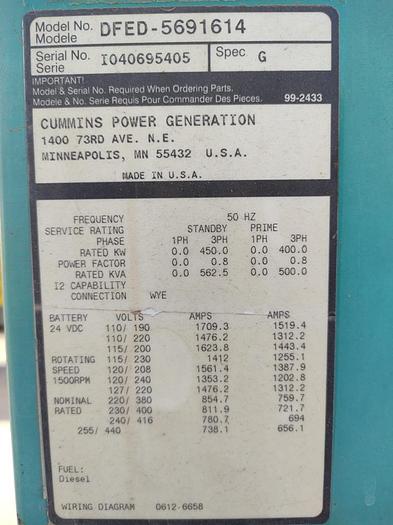 Model No. DFED-5691614
Modele
Serial No. I040695405 Spec. G
Serie
IMPORTANT!
Model & Serial No. Required When Ordering Parts.
Modele & No. Serie Requis Pour Commander Des Pieces. 99-2433
CUMMINS POWER GENERATION
1400 73RD AVE. N.E.
MINNEAPOLIS, MN 55432 U.S.A.
MADE IN U.S.A.
FREQUENCY 50 HZ
SERVICE RATING STANDBY PRIME
PHASE 1PH 3PH 1PH 3PH
RATED KW 0.0 450.0 0.0 400.0
POWER FACTOR 0.0 0.8 0.0 0.8
RATED KVA 0.0 562.5 0.0 500.0
I2 CAPABILITY
CONNECTION WYE
BATTERY VOLTS AMPS AMPS
24 VDC 110/ 190 1709.3 1519.4
110/ 220 1476.2 1312.2
115/ 200 1623.8 1443.4
ROTATING 115/ 230 1412 1255.1
SPEED 120/ 208 1561.4 1387.9
1500RPM 120/ 240 1353.2 1202.8
127/ 220 1476.2 1312.2
NOMINAL 220/ 380 854.7 759.7
RATED 230/ 400 811.9 721.7
240/ 416 780.7 694
255/ 440 738.1 656.1
FUEL:
Diesel
WIRING DIAGRAM 0612-6658